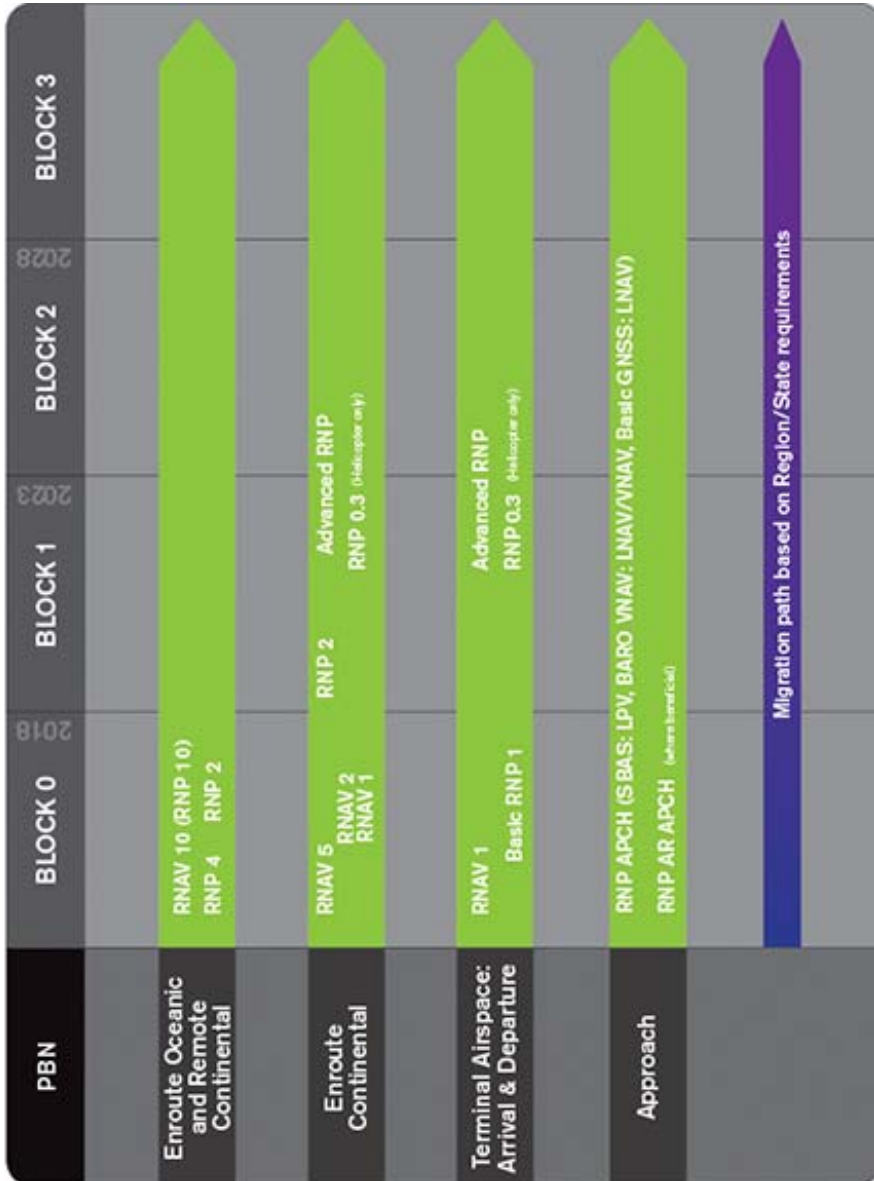 PBN
BLOCK 0
2018
BLOCK 1
2023
BLOCK 2
2028
BLOCK 3
Enroute Oceanic
and Remote
Continental
RNAV 10 (RNP 10)
RNP 4 RNP 2
Enroute
Continental
RNAV 5
RNAV 2
RNAV 1
RNP 2
Advanced RNP
RNP 0.3 (Helicopter only)
Terminal Airspace:
Arrival & Departure
RNAV 1
Basic RNP 1
Advanced RNP
RNP 0.3 (Helicopter only)
Approach
RNP APCH (SBAS: LPV, BARO VNAV: LNAV/VNAV, Basic GNSS: LNAV)
RNP AR APCH (where beneficial)
Migration path based on Region/State requirements